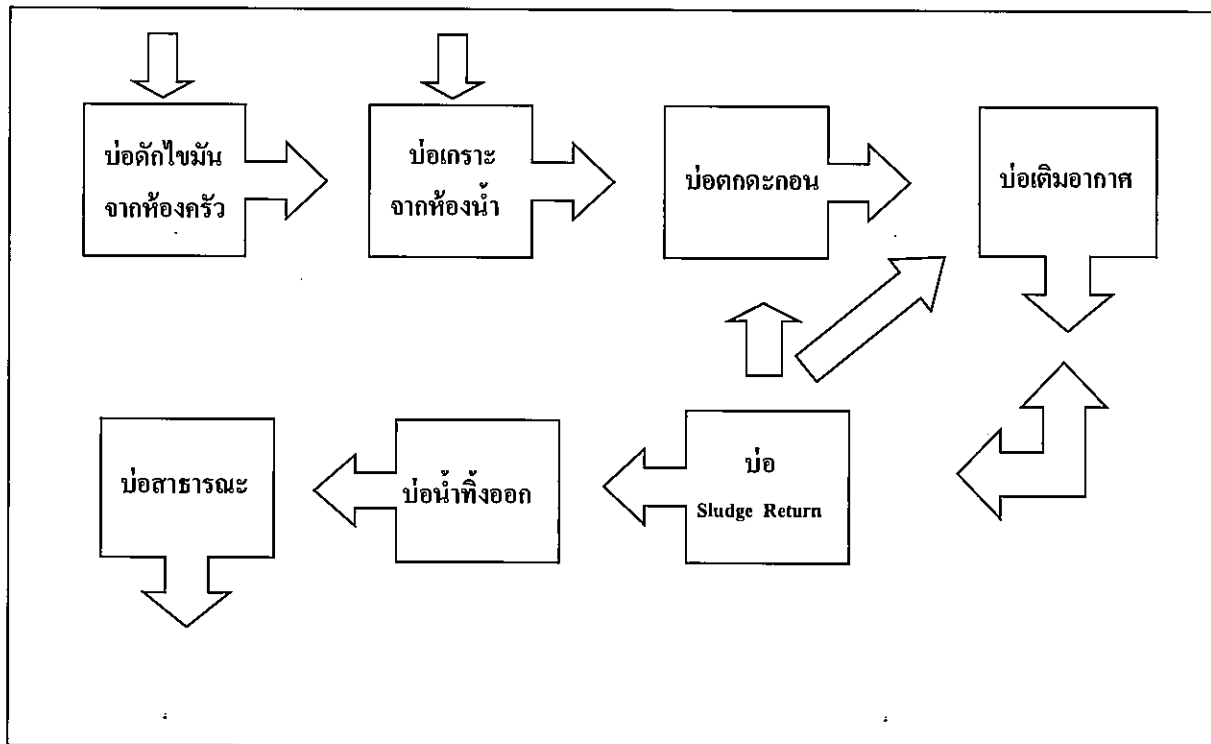 บ่อดักไขมัน
จากห้องครัว
บ่อเกราะ
จากห้องน้ำ
บ่อตกตะกอน
บ่อเติมอากาศ
บ่อสาธารณะ
บ่อน้ำทิ้งออก
บ่อ
Sludge Return